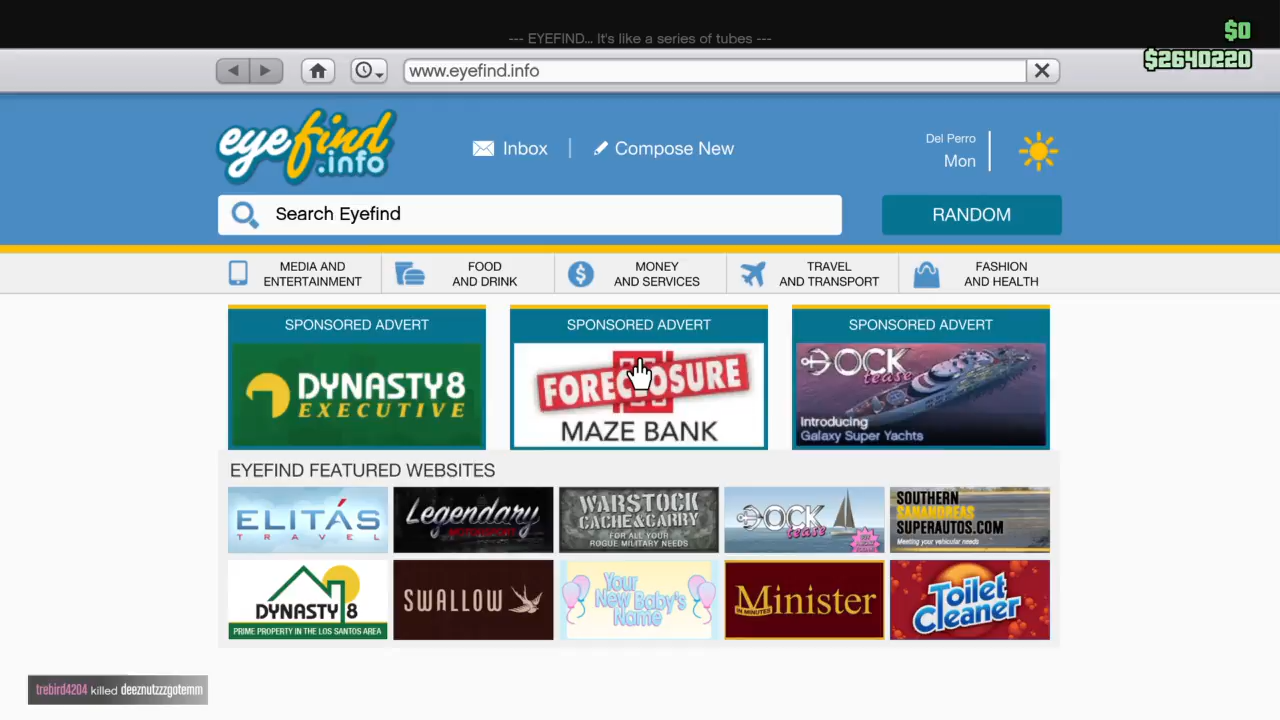 --- EYEFIND... It's like a series of tubes ---
$0
$2640220
www.eyefind.info
eyefind
.info
Inbox
Compose New
Del Perro
Mon
Search Eyefind
RANDOM
MEDIA AND
ENTERTAINMENT
FOOD
AND DRINK
MONEY
AND SERVICES
TRAVEL
AND TRANSPORT
FASHION
AND HEALTH
SPONSORED ADVERT
DYNASTY8
EXECUTIVE
SPONSORED ADVERT
FORECLOSURE
MAZE BANK
SPONSORED ADVERT
DOCK
tease
Introducing
Galaxy Super Yachts
EYEFIND FEATURED WEBSITES
ELITÁS
TRAVEL
Legendary
MOTORSPORT
WARSTOCK
CACHE&CARRY
FOR ALL YOUR
ROGUE MILITARY NEEDS
DOCK
tease
SOUTHERN
SANANDREAS
SUPERAUTOS.COM
Meeting your vehicular needs
DYNASTY 8
PRIME PROPERTY IN THE LOS SANTOS AREA
SWALLOW
Your
New Baby's
Name
IN MINUTES
Minister
Toilet
Cleaner
trebird4204 killed deeznutzzzgotemm